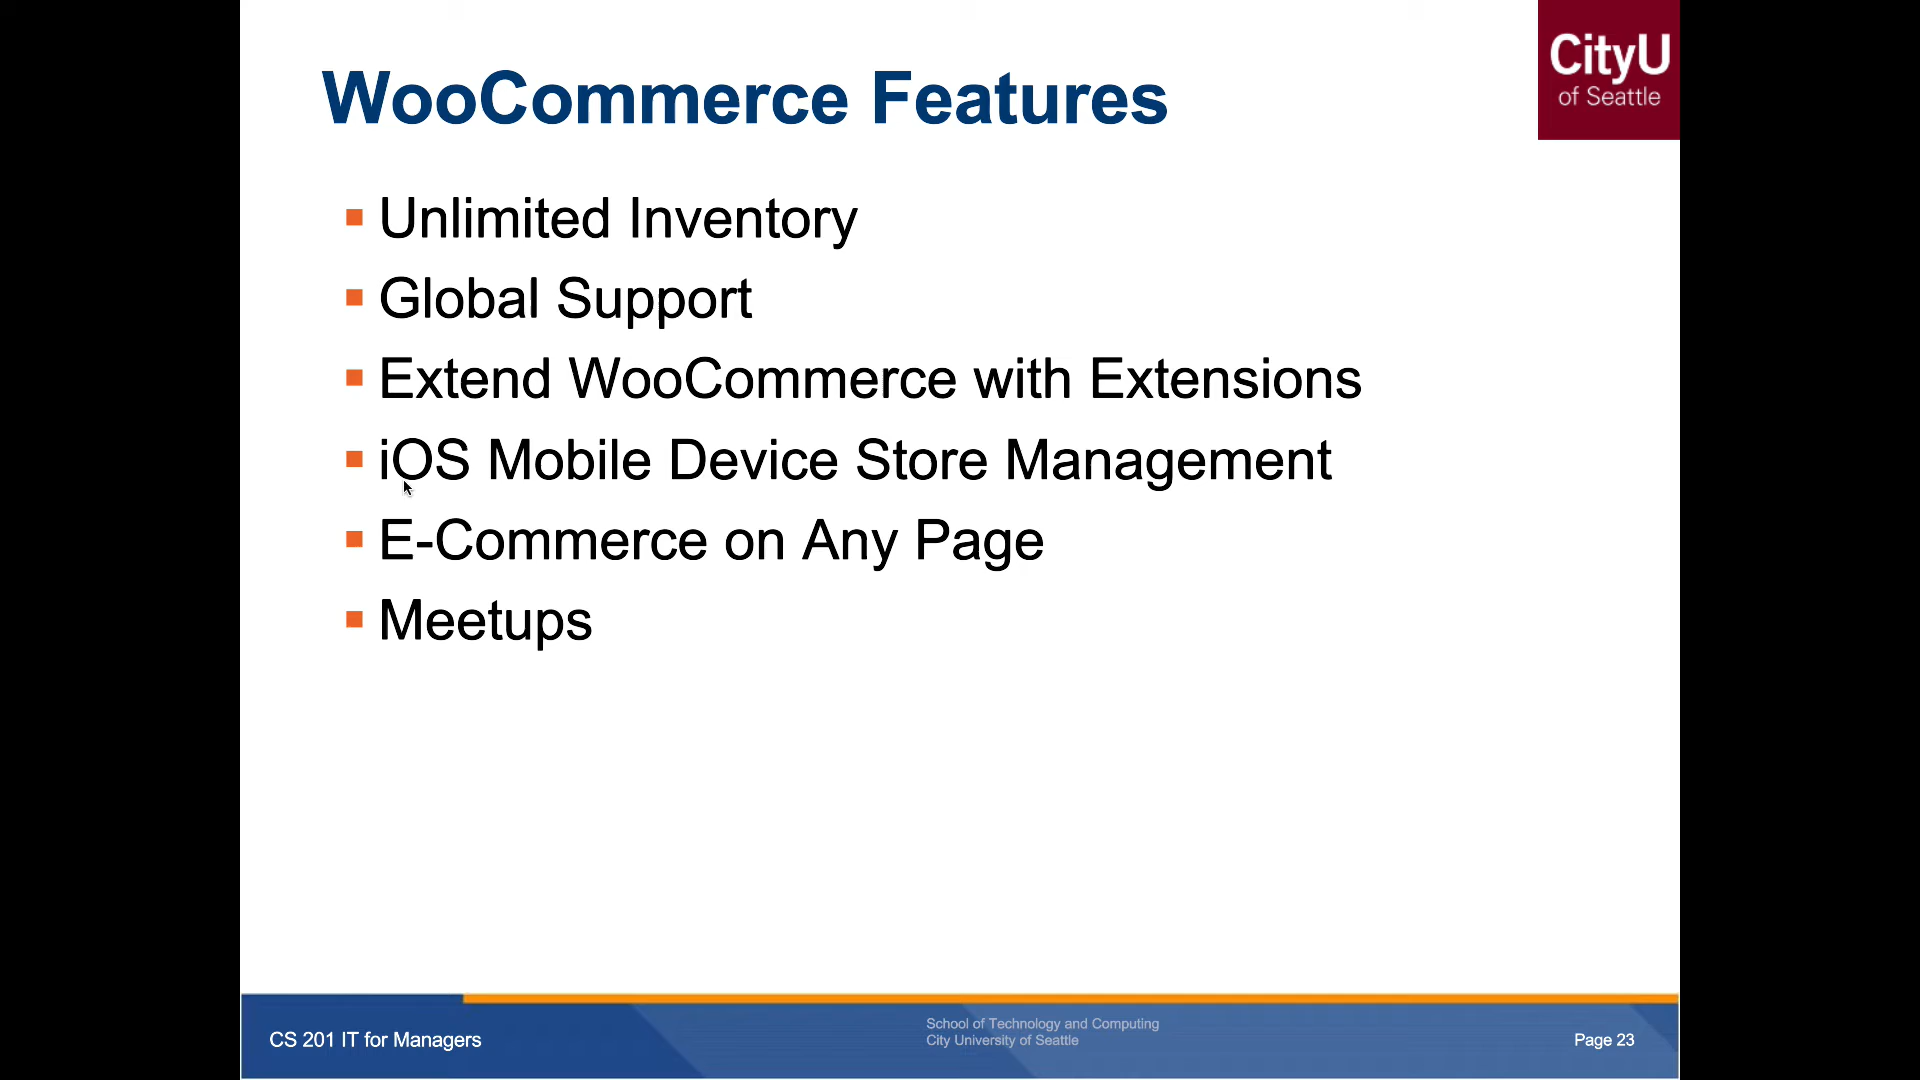 CityU
of Seattle
WooCommerce Features
Unlimited Inventory
Global Support
Extend WooCommerce with Extensions
iOS Mobile Device Store Management
E-Commerce on Any Page
Meetups
CS 201 IT for Managers
School of Technology and Computing
City University of Seattle
Page 23